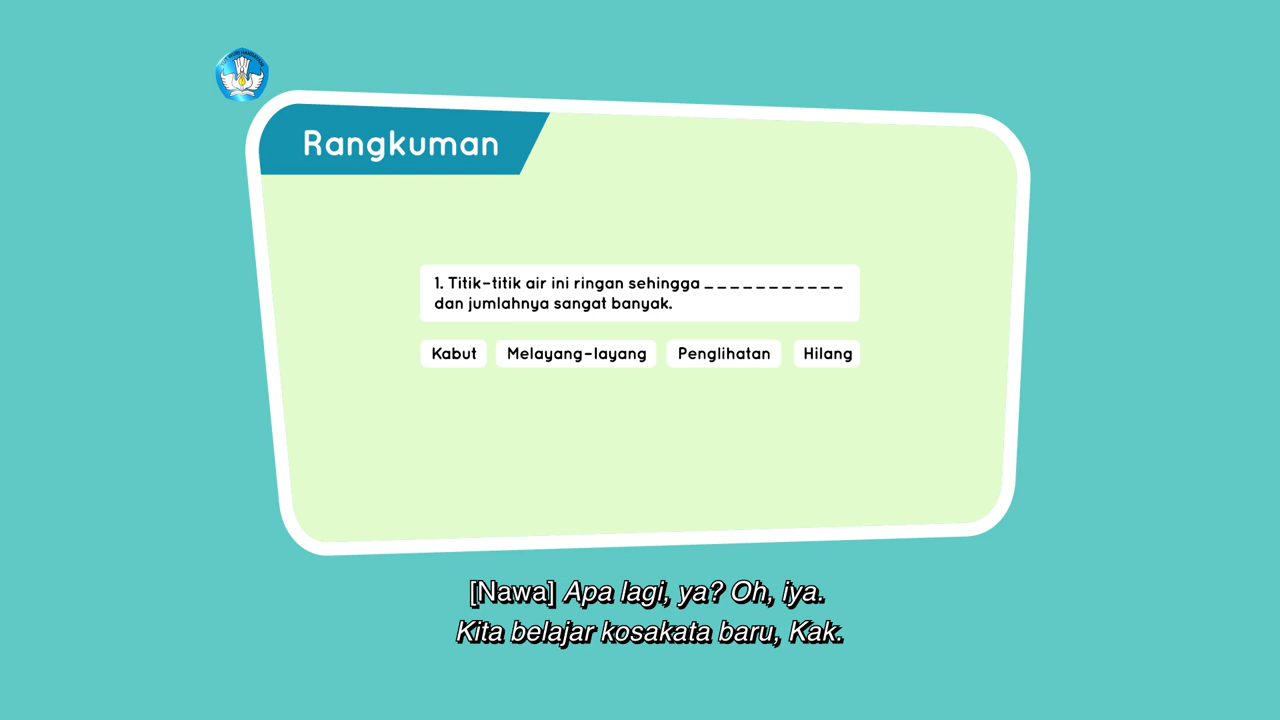 Rangkuman
1. Titik-titik air ini ringan sehingga ___________
dan jumlahnya sangat banyak.
Kabut
Melayang-layang
Penglihatan
Hilang
[Nawa] Apa lagi, ya? Oh, iya.
Kita belajar kosakata baru, Kak.